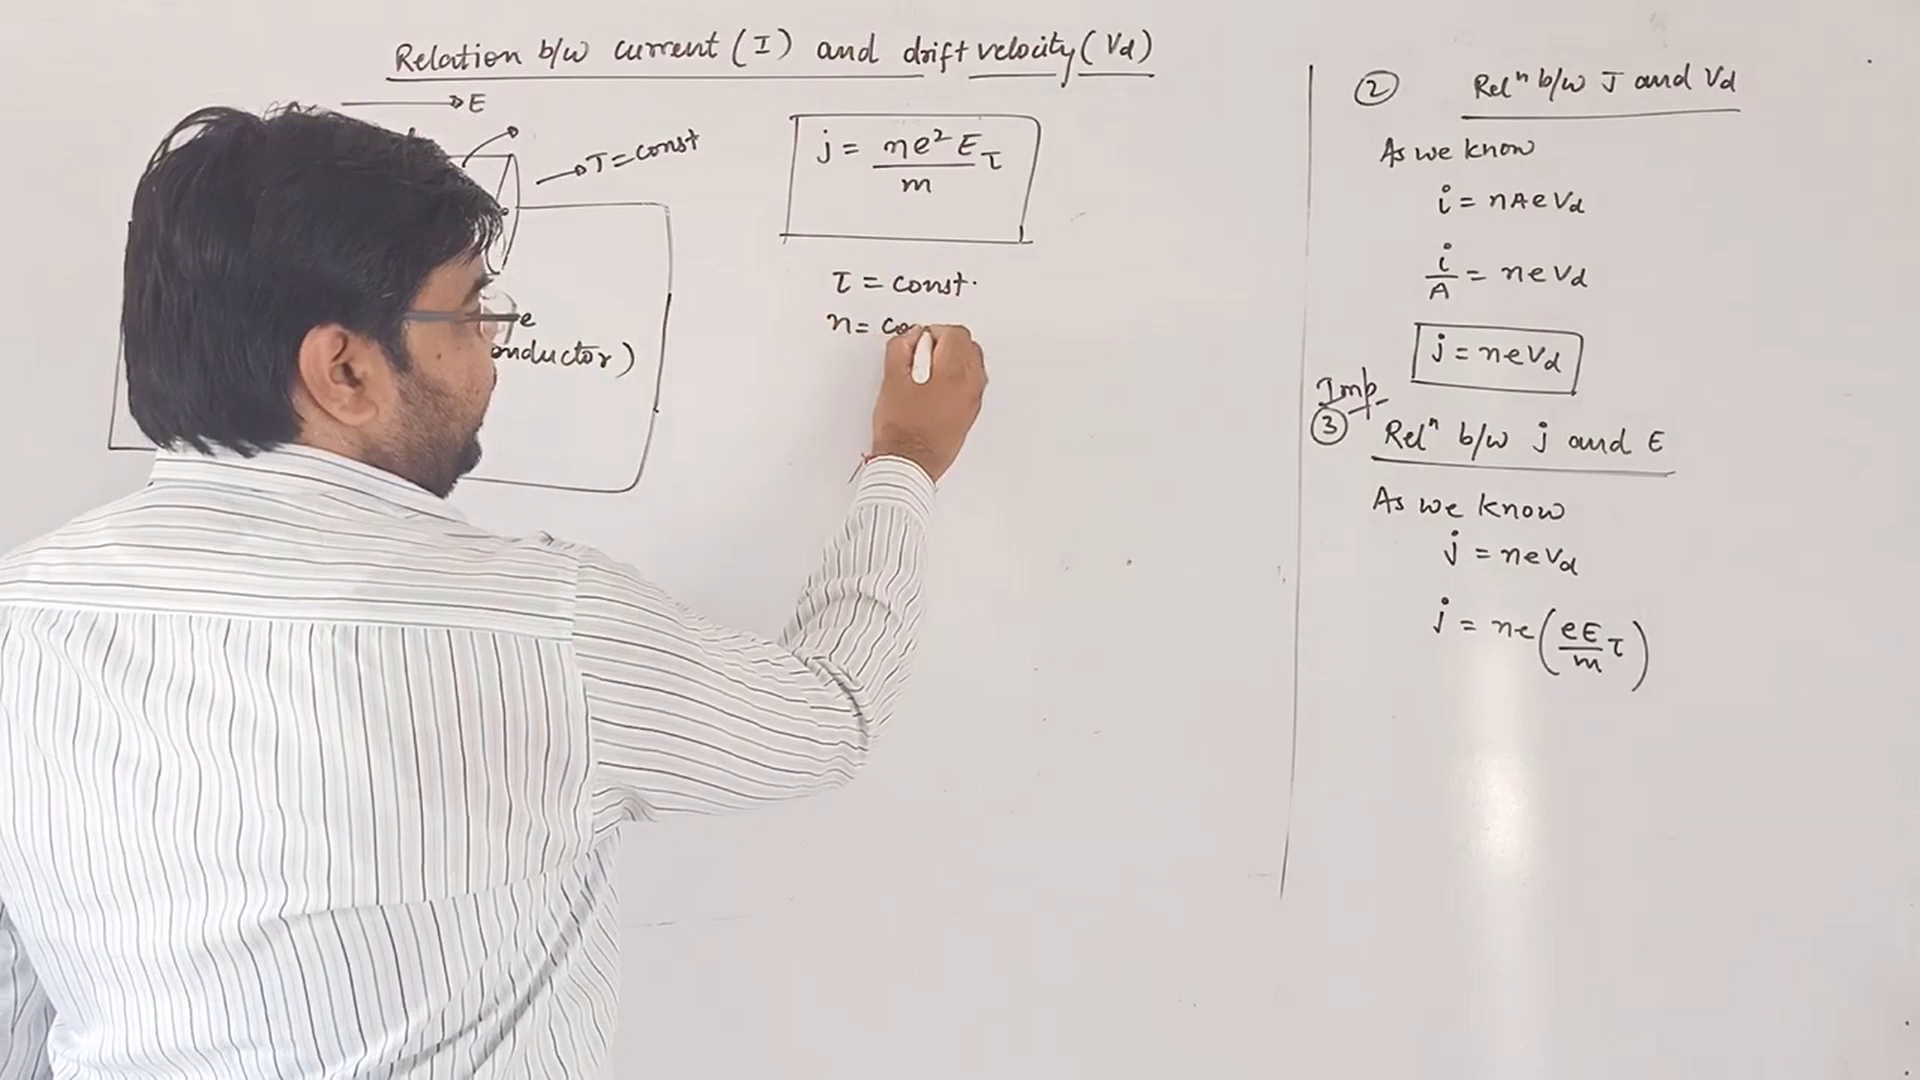 Relation b/w current (I) and drift velocity (Vd)
→ E
→ T = const
e
onductor)
j = ne²E/m τ
τ = const.
n = co
② Relⁿ b/w J and Vd
As we know
i = nAeVd
i/A = neVd
j = neVd
Imp
③ Relⁿ b/w j and E
As we know
j = neVd
j = ne(eE/m τ)